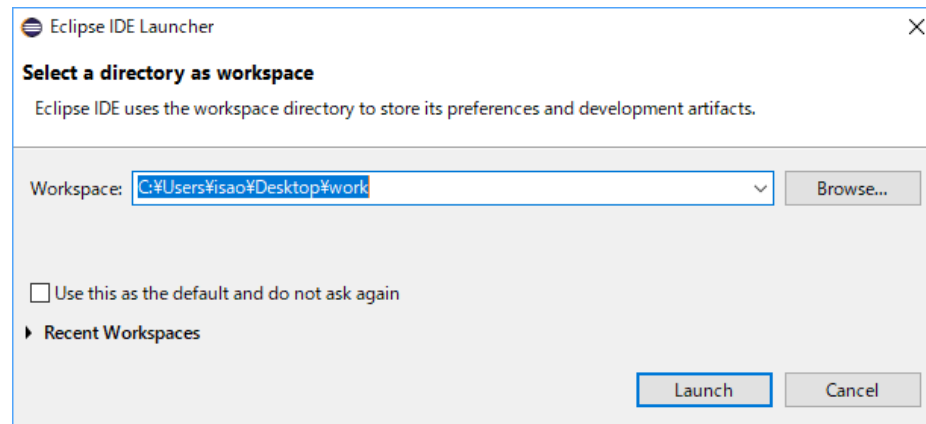 Eclipse IDE Launcher
Select a directory as workspace
Eclipse IDE uses the workspace directory to store its preferences and development artifacts.
Workspace: C:¥Users¥isao¥Desktop¥work Browse...
Use this as the default and do not ask again
Recent Workspaces
Launch Cancel